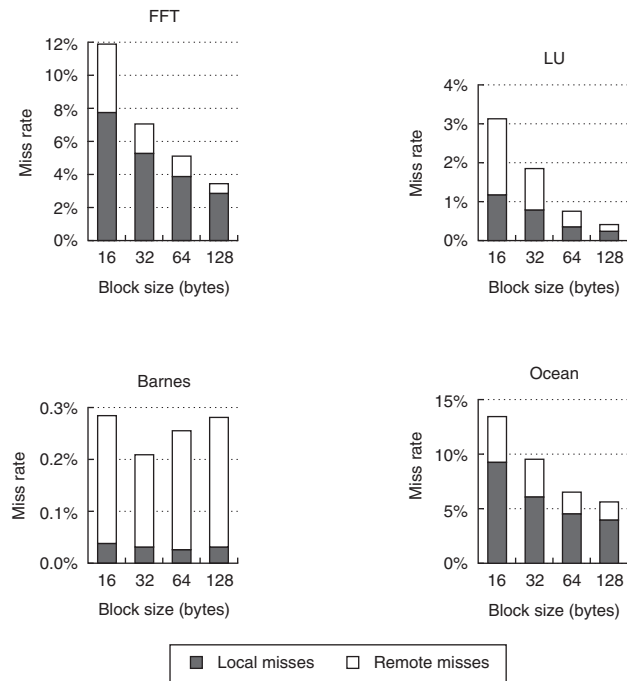 FFT
12%
10%
8%
6%
4%
2%
0%
Miss rate
16 32 64 128
Block size (bytes)
LU
4%
3%
2%
1%
0%
Miss rate
16 32 64 128
Block size (bytes)
Barnes
0.3%
0.2%
0.1%
0.0%
Miss rate
16 32 64 128
Block size (bytes)
Ocean
15%
10%
5%
0%
Miss rate
16 32 64 128
Block size (bytes)
Local misses Remote misses